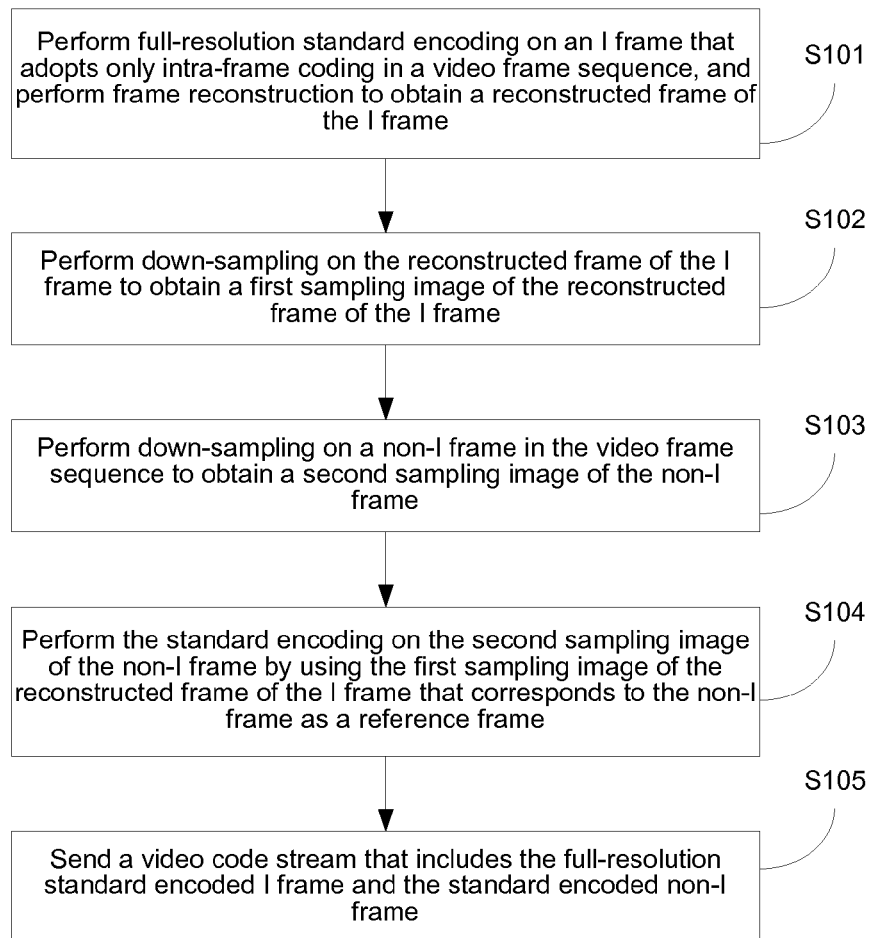 Perform full-resolution standard encoding on an I frame that
adopts only intra-frame coding in a video frame sequence, and
perform frame reconstruction to obtain a reconstructed frame of
the I frame
S101
Perform down-sampling on the reconstructed frame of the I
frame to obtain a first sampling image of the reconstructed
frame of the I frame
S102
Perform down-sampling on a non-I frame in the video frame
sequence to obtain a second sampling image of the non-I
frame
S103
Perform the standard encoding on the second sampling image
of the non-I frame by using the first sampling image of the
reconstructed frame of the I frame that corresponds to the non-I
frame as a reference frame
S104
Send a video code stream that includes the full-resolution
standard encoded I frame and the standard encoded non-I
frame
S105